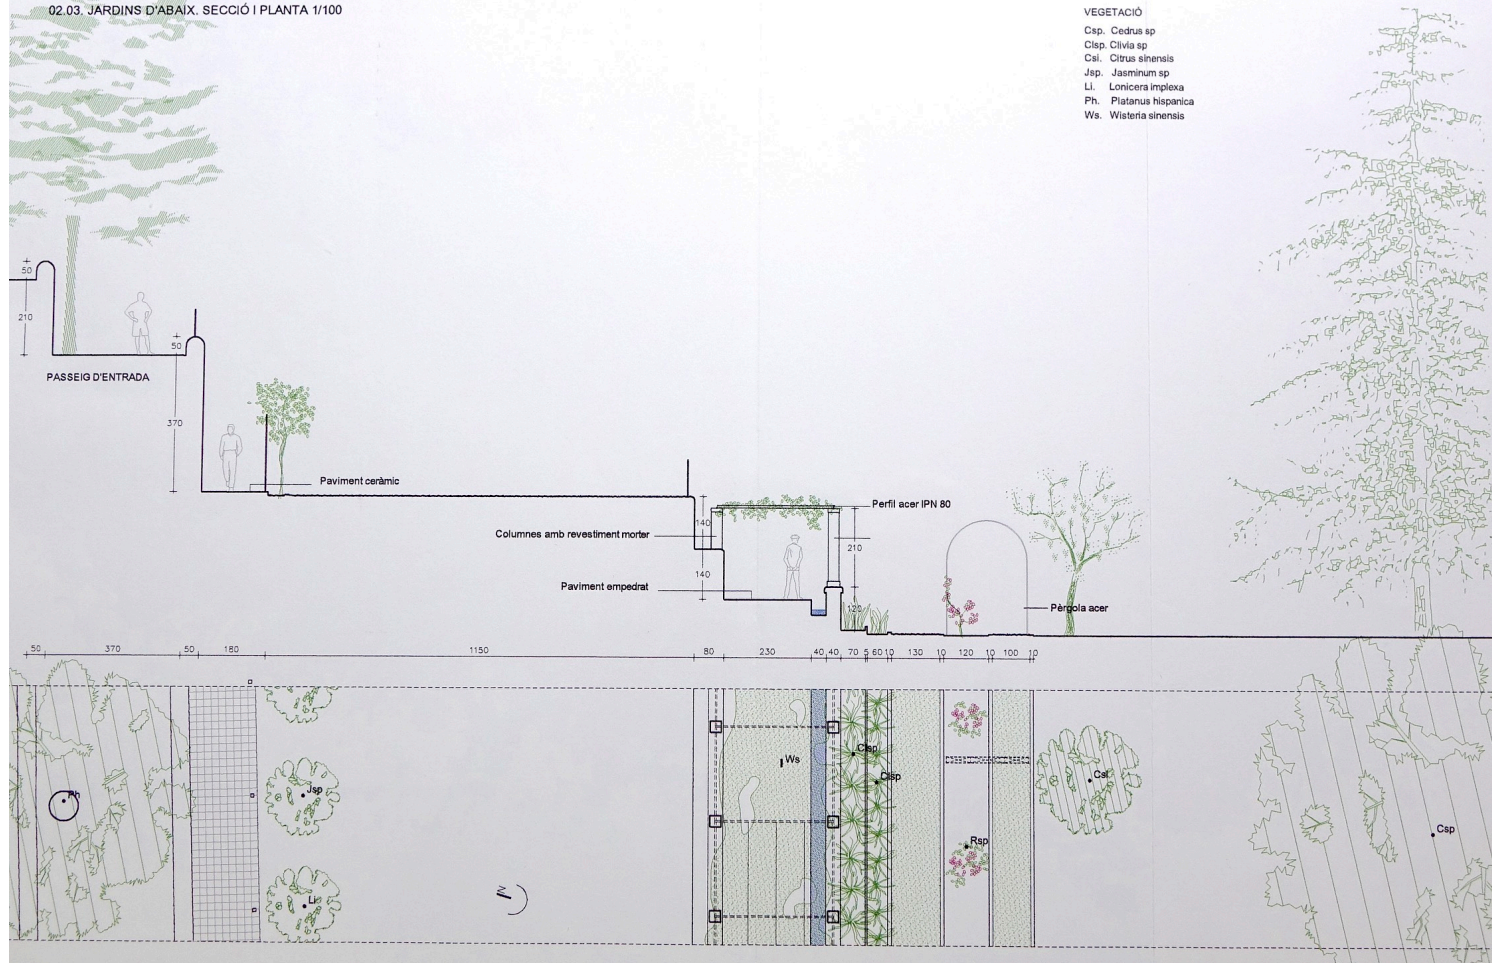 02.03. JARDINS D'ABAIX. SECCIÓ I PLANTA 1/100
VEGETACIÓ
Csp. Cedrus sp
Clsp. Clivia sp
Csi. Citrus sinensis
Jsp. Jasminum sp
Li. Lonicera implexa
Ph. Platanus hispanica
Ws. Wisteria sinensis
50
210
50
PASSEIG D'ENTRADA
370
Paviment ceràmic
Perfil acer IPN 80
140
Columnes amb revestiment morter
210
140
Paviment empedrat
120
Pèrgola acer
50 370 50 180 1150 80 230 40 40 70 5 60 10 130 10 120 10 100 10
Clsp
Ws
Clsp
Csi
Ph
Jsp
Csp
Rsp
Li
N